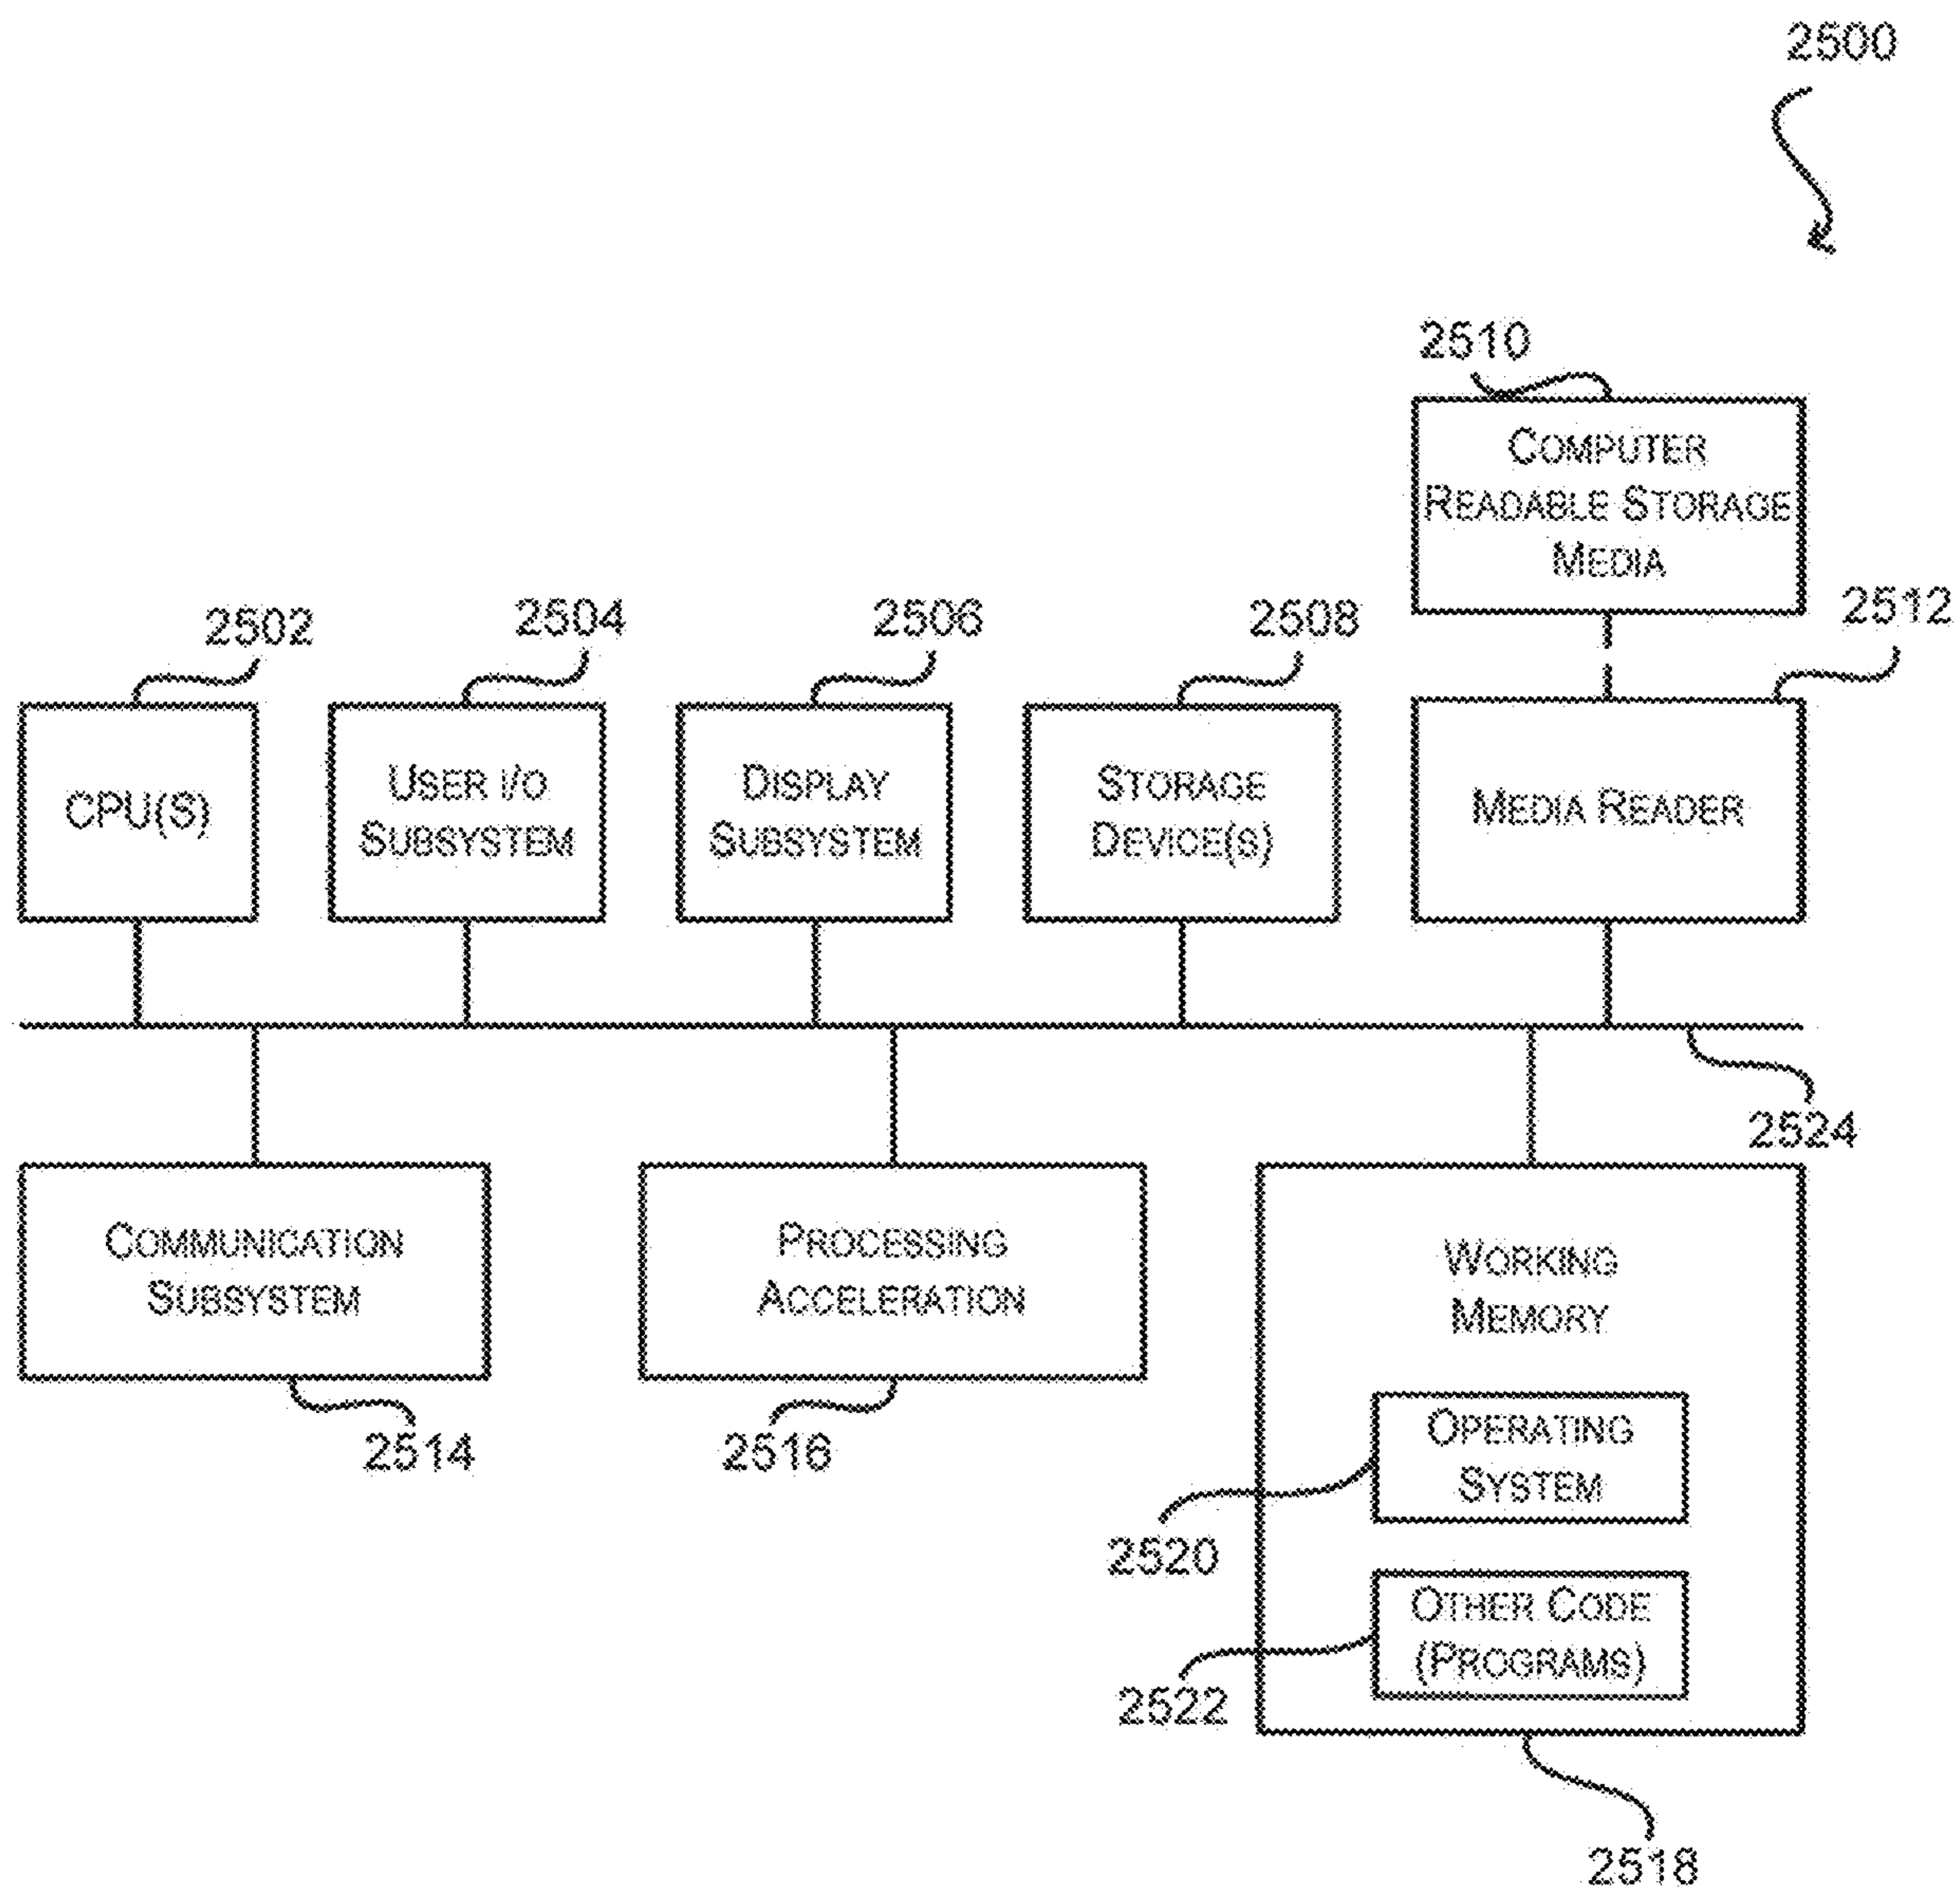 2500
2510
COMPUTER
READABLE STORAGE
MEDIA
2502
2504
2506
2508
2512
CPU(S)
USER I/O
SUBSYSTEM
DISPLAY
SUBSYSTEM
STORAGE
DEVICE(S)
MEDIA READER
2524
COMMUNICATION
SUBSYSTEM
PROCESSING
ACCELERATION
WORKING
MEMORY
2514
2516
OPERATING
SYSTEM
2520
OTHER CODE
(PROGRAMS)
2522
2518